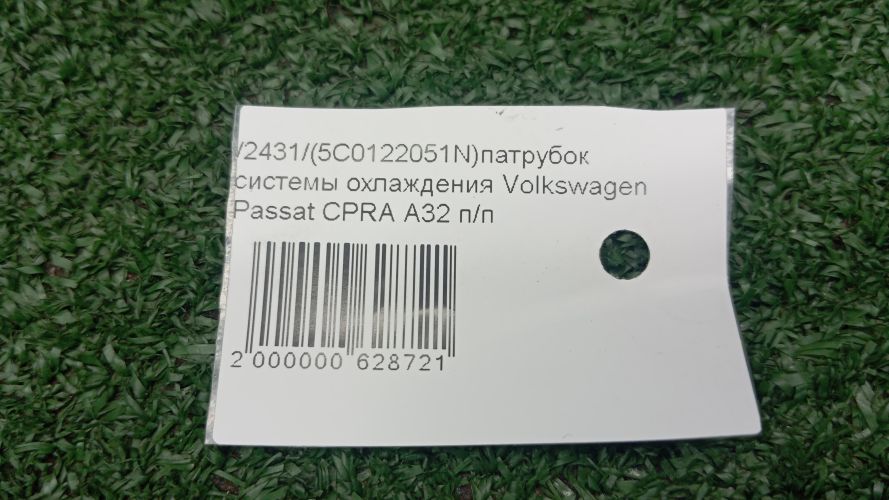 /2431/(5C0122051N)патрубок
системы охлаждения Volkswagen
Passat CPRA A32 п/п
2 000000 628721